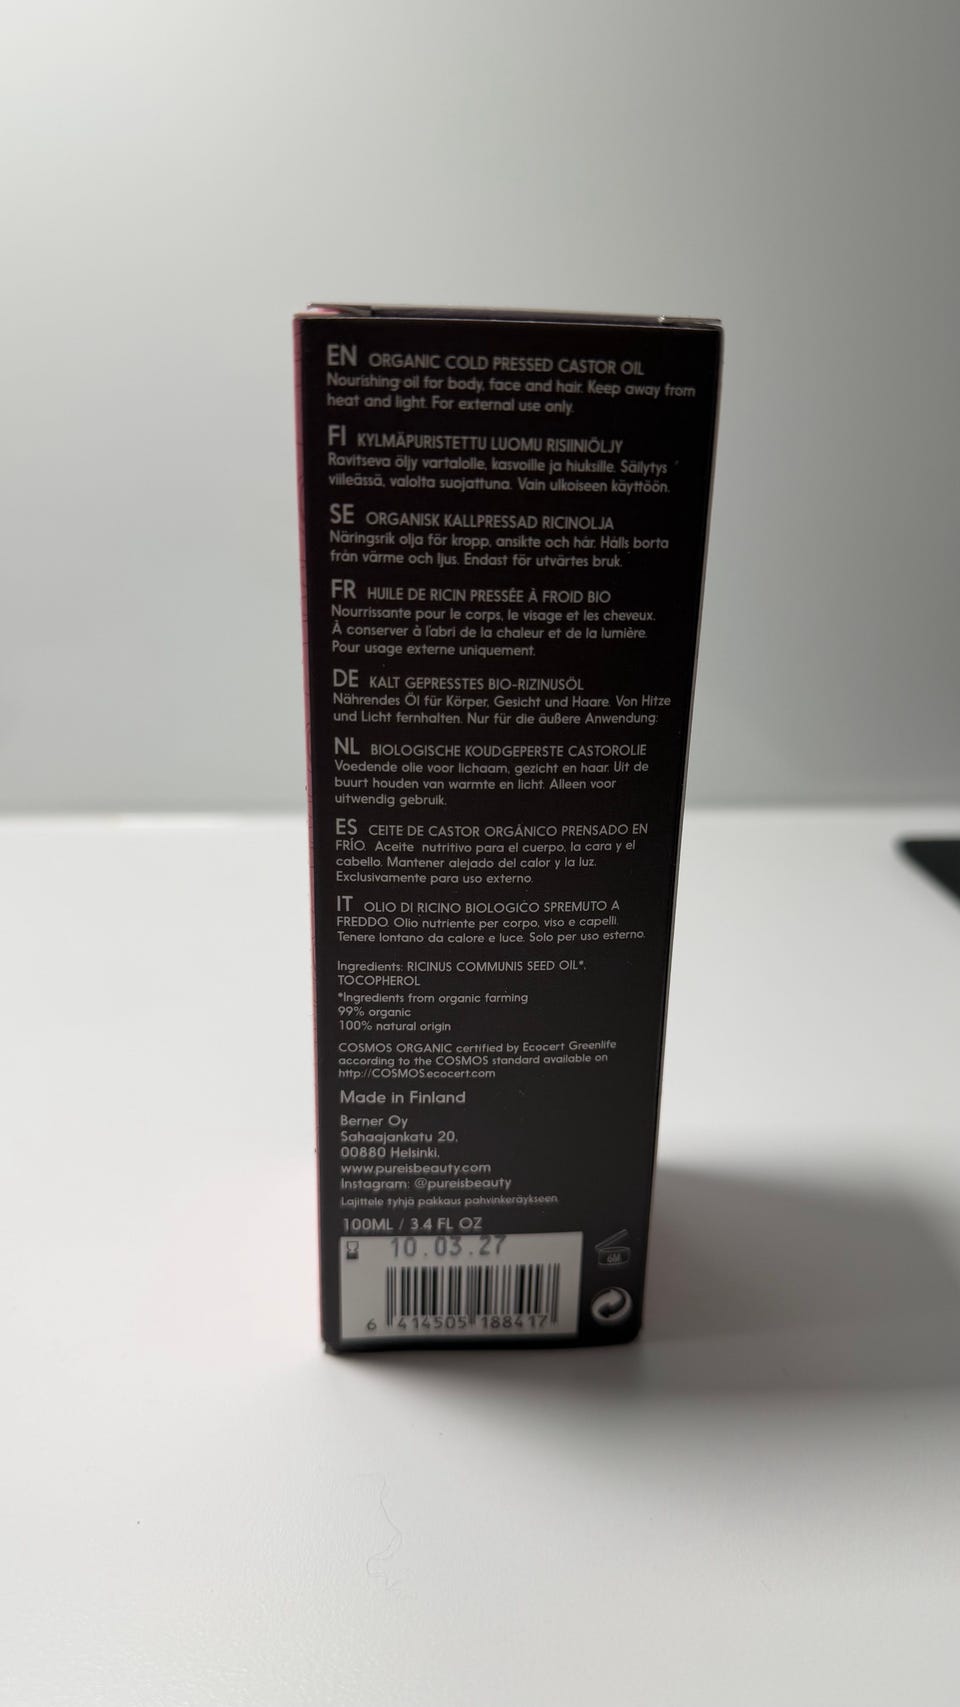 EN ORGANIC COLD PRESSED CASTOR OIL
Nourishing oil for body, face and hair. Keep away from
heat and light. For external use only.
FI KYLMÄPURISTETTU LUOMU RISIINIÖLJY
Ravitseva öljy vartalolle, kasvoille ja hiuksille. Säilytys
viileässä, valolta suojattuna. Vain ulkoiseen käyttöön.
SE ORGANISK KALLPRESSAD RICINOLJA
Näringsrik olja för kropp, ansikte och hår. Hålls borta
från värme och ljus. Endast för utvärtes bruk.
FR HUILE DE RICIN PRESSÉE À FROID BIO
Nourrissante pour le corps, le visage et les cheveux.
À conserver à l'abri de la chaleur et de la lumière.
Pour usage externe uniquement.
DE KALT GEPRESSTES BIO-RIZINUSÖL
Nährendes Öl für Körper, Gesicht und Haare. Von Hitze
und Licht fernhalten. Nur für die äußere Anwendung.
NL BIOLOGISCHE KOUDGEPERSTE CASTOROLIE
Voedende olie voor lichaam, gezicht en haar. Uit de
buurt houden van warmte en licht. Alleen voor
uitwendig gebruik.
ES CEITE DE CASTOR ORGÁNICO PRENSADO EN
FRÍO. Aceite nutritivo para el cuerpo, la cara y el
cabello. Mantener alejado del calor y la luz.
Exclusivamente para uso externo.
IT OLIO DI RICINO BIOLOGICO SPREMUTO A
FREDDO. Olio nutriente per corpo, viso e capelli.
Tenere lontano da calore e luce. Solo per uso esterno.
Ingredients: RICINUS COMMUNIS SEED OIL*,
TOCOPHEROL
*Ingredients from organic farming
99% organic
100% natural origin
COSMOS ORGANIC certified by Ecocert Greenlife
according to the COSMOS standard available on
http://COSMOS.ecocert.com
Made in Finland
Berner Oy
Sahaajankatu 20,
00880 Helsinki,
www.pureisbeauty.com
Instagram: @pureisbeauty
Lajittele tyhjä pakkaus pahvinkeräykseen.
100ML / 3.4 FL OZ
10.03.27
6M
6 414505 188417